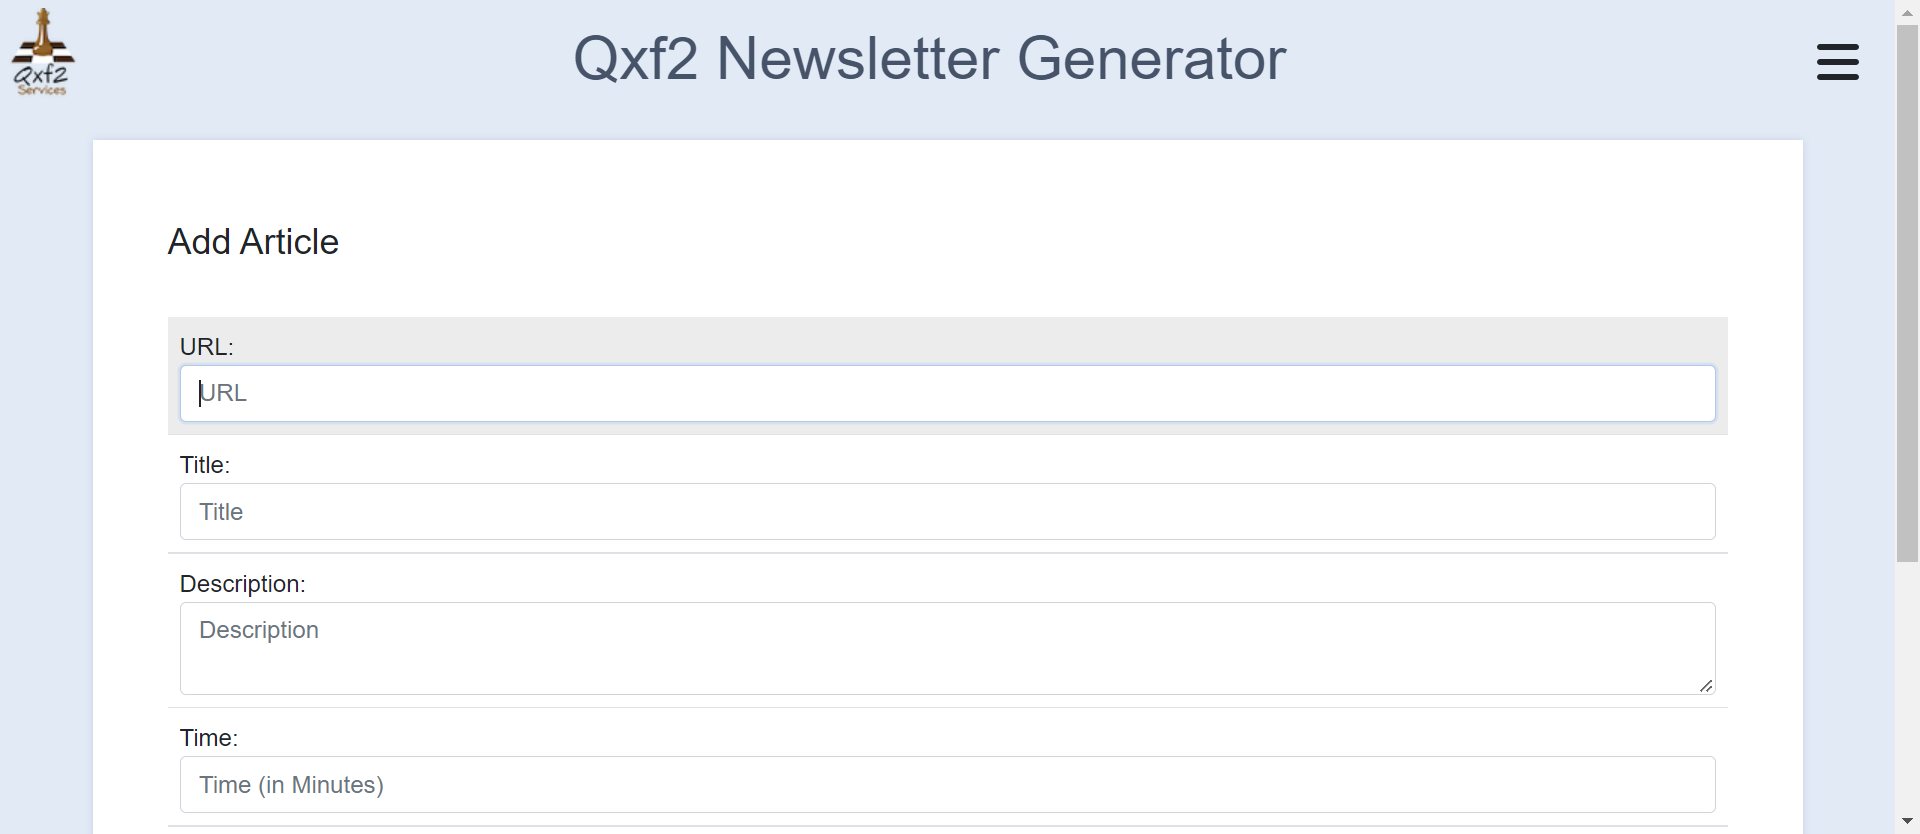 Qxf2
Services
Qxf2 Newsletter Generator
Add Article
URL:
URL
Title:
Title
Description:
Description
Time:
Time (in Minutes)